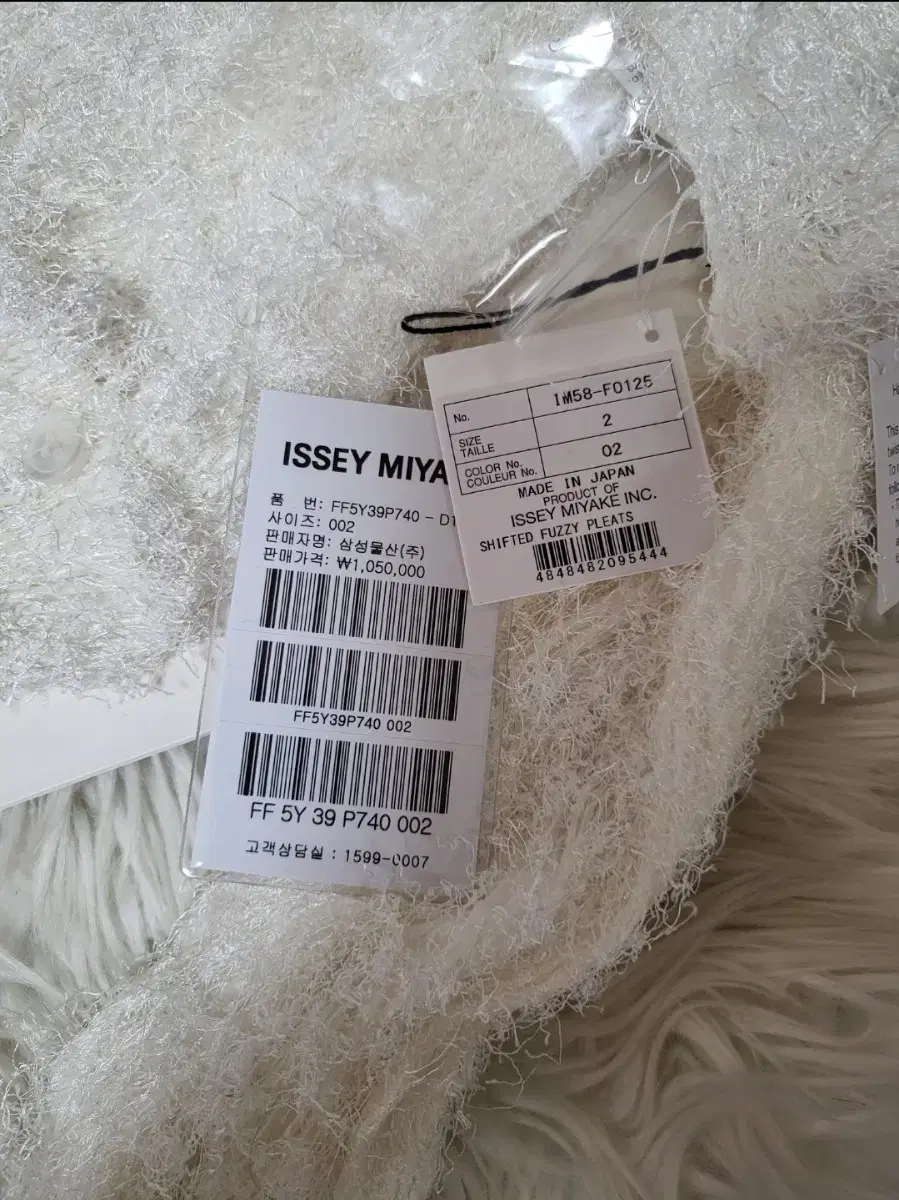 ISSEY MIYA
품 번: FF5Y39P740 - D1
사이즈: 002
판매자명: 삼성물산(주)
판매가격: ₩1,050,000
FF5Y39P740 002
FF 5Y 39 P740 002
고객상담실 : 1599-0007
No. IM58-F0125
SIZE
TAILLE 2
COLOR No.
COULEUR No. 02
MADE IN JAPAN
PRODUCT OF
ISSEY MIYAKE INC.
SHIFTED FUZZY PLEATS
4848482095444
This
To